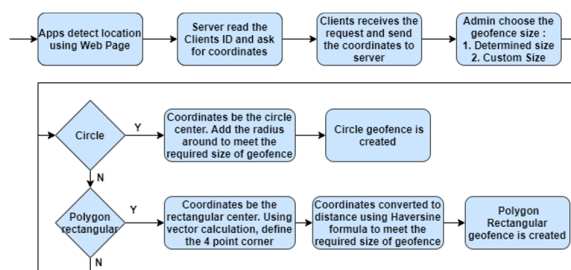 Apps detect location
using Web Page
Server read the
Clients ID and ask
for coordinates
Clients receives the
request and send
the coordinates to
server
Admin choose the
geofence size :
1. Determined size
2. Custom Size
Circle
Y
Coordinates be the circle
center. Add the radius
around to meet the
required size of geofence
Circle geofence is
created
N
Polygon
rectangular
Y
Coordinates be the
rectangular center. Using
vector calculation, define
the 4 point corner
Coordinates converted to
distance using Haversine
formula to meet the
required size of geofence
Polygon
Rectangular
geofence is created
N